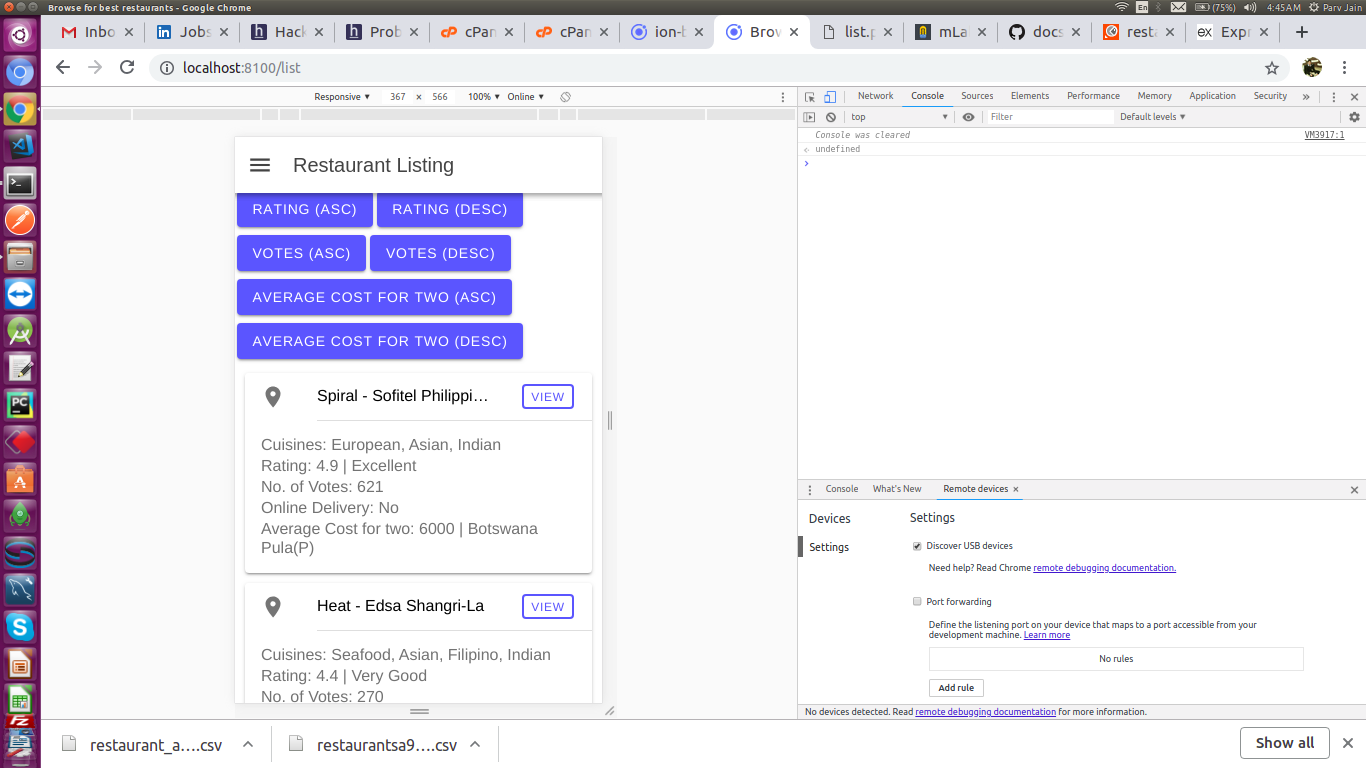 Browse for best restaurants - Google Chrome
En
(75%)
4:45AM
Parv Jain
Inbo
Jobs
Hack
Prob
cPan
cPan
ion-b
Brow
list.p
mLa
docs
resta
Expr
localhost:8100/list
Responsive
367 × 566
100%
Online
Network
Console
Sources
Elements
Performance
Memory
Application
Security
top
Filter
Default levels
Console was cleared
VM3917:1
undefined
Restaurant Listing
RATING (ASC)
RATING (DESC)
VOTES (ASC)
VOTES (DESC)
AVERAGE COST FOR TWO (ASC)
AVERAGE COST FOR TWO (DESC)
Spiral - Sofitel Philippi…
VIEW
Cuisines: European, Asian, Indian
Rating: 4.9 | Excellent
No. of Votes: 621
Online Delivery: No
Average Cost for two: 6000 | Botswana
Pula(P)
Heat - Edsa Shangri-La
VIEW
Cuisines: Seafood, Asian, Filipino, Indian
Rating: 4.4 | Very Good
No. of Votes: 270
Console
What's New
Remote devices
Devices
Settings
Settings
Discover USB devices
Need help? Read Chrome remote debugging documentation.
Port forwarding
Define the listening port on your device that maps to a port accessible from your
development machine. Learn more
No rules
Add rule
No devices detected. Read remote debugging documentation for more information.
restaurant_a....csv
restaurantsa9....csv
Show all